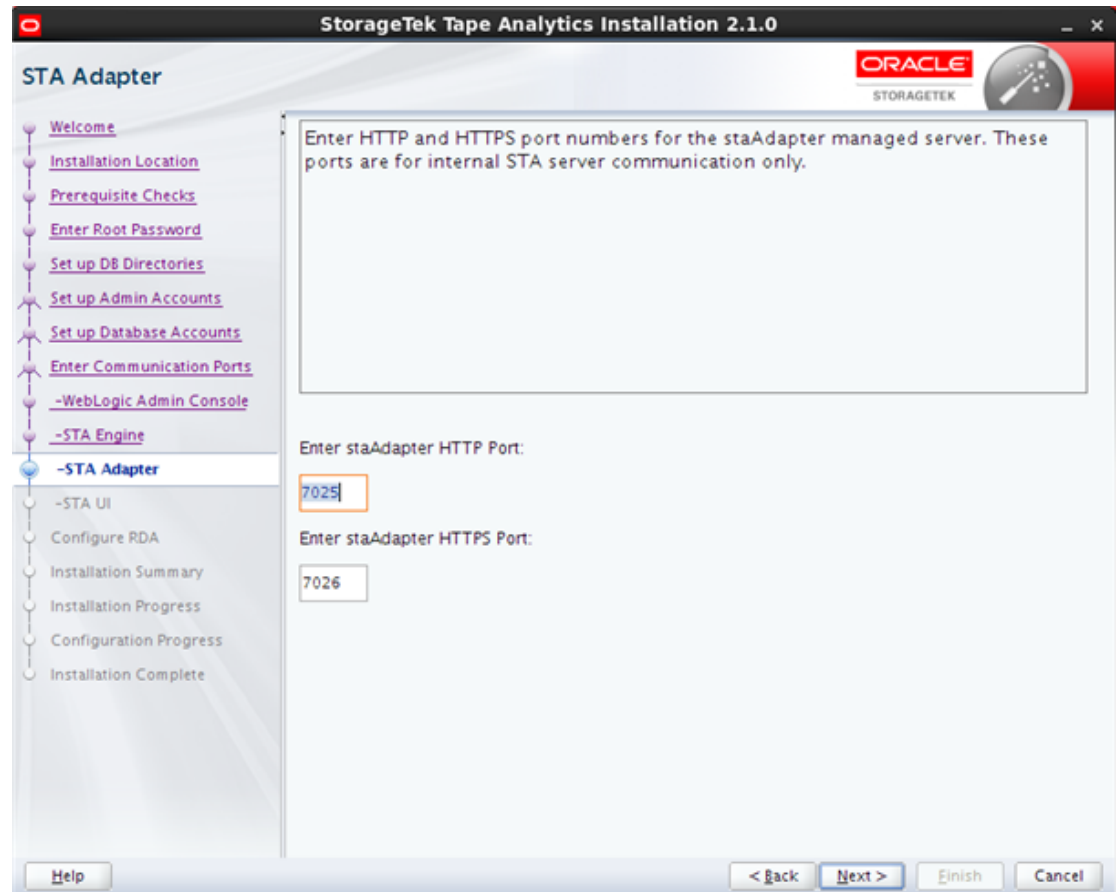 StorageTek Tape Analytics Installation 2.1.0
STA Adapter
ORACLE
STORAGETEK
Welcome
Installation Location
Prerequisite Checks
Enter Root Password
Set up DB Directories
Set up Admin Accounts
Set up Database Accounts
Enter Communication Ports
-WebLogic Admin Console
-STA Engine
-STA Adapter
-STA UI
Configure RDA
Installation Summary
Installation Progress
Configuration Progress
Installation Complete
Enter HTTP and HTTPS port numbers for the staAdapter managed server. These
ports are for internal STA server communication only.
Enter staAdapter HTTP Port:
7025
Enter staAdapter HTTPS Port:
7026
Help
< Back
Next >
Finish
Cancel